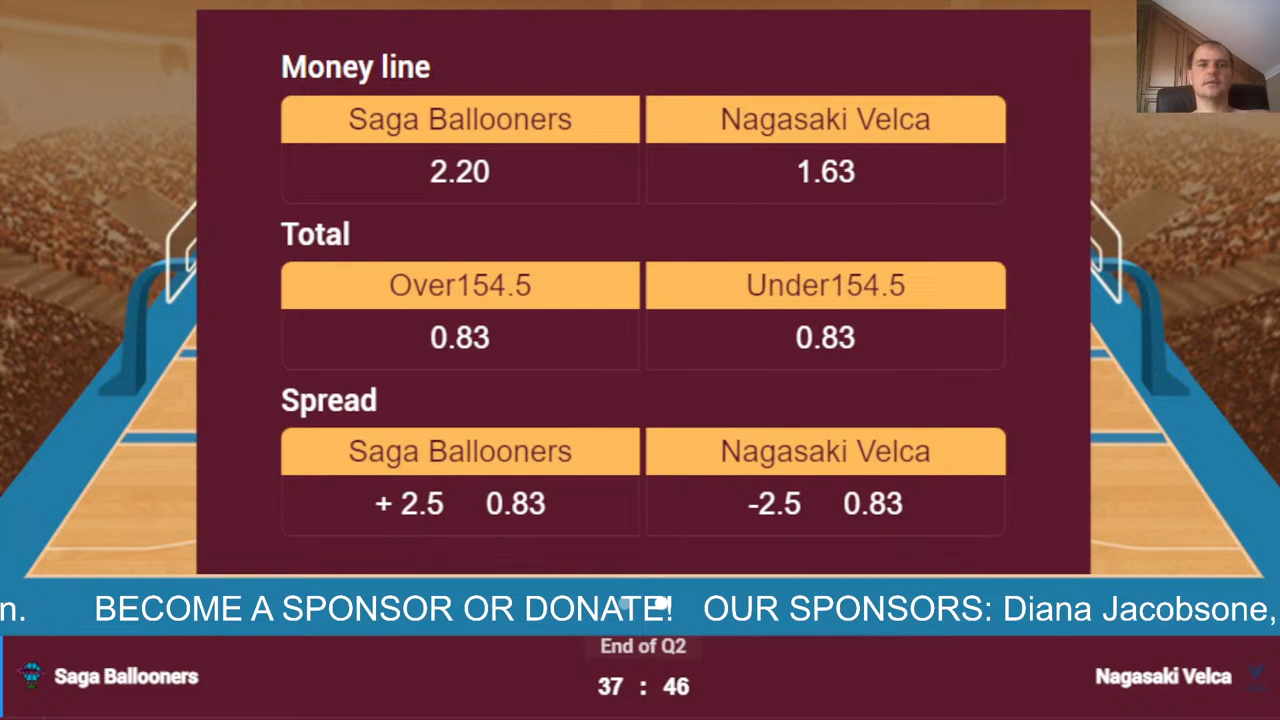 Money line
Saga Ballooners Nagasaki Velca
2.20 1.63
Total
Over154.5 Under154.5
0.83 0.83
Spread
Saga Ballooners Nagasaki Velca
+ 2.5 0.83 -2.5 0.83
n. BECOME A SPONSOR OR DONATE! OUR SPONSORS: Diana Jacobsone,
End of Q2
Saga Ballooners 37 : 46 Nagasaki Velca